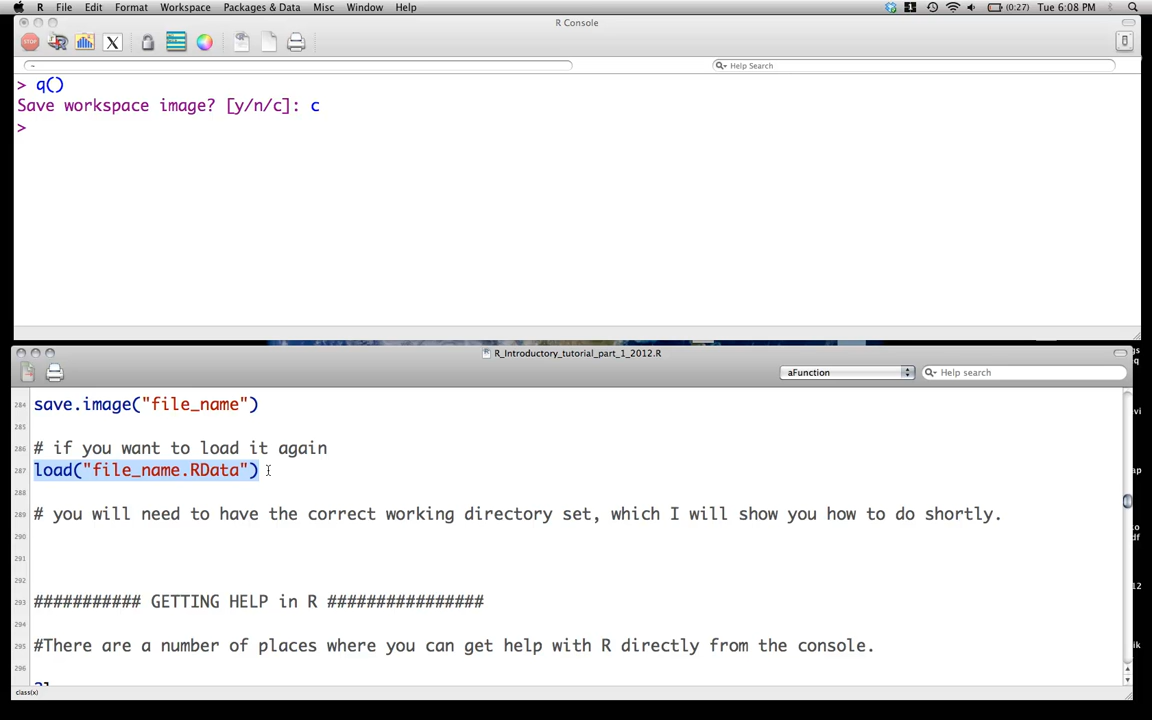 R File Edit Format Workspace Packages & Data Misc Window Help 1 (0:27) Tue 6:08 PM
R Console
STOP X
~ Help Search
> q()
Save workspace image? [y/n/c]: c
>
R_Introductory_tutorial_part_1_2012.R
aFunction Help search
284 save.image("file_name")
285
286 # if you want to load it again
287 load("file_name.RData")
288
289 # you will need to have the correct working directory set, which I will show you how to do shortly.
290
291
292
293 ########### GETTING HELP in R ################
294
295 #There are a number of places where you can get help with R directly from the console.
296
class(x)